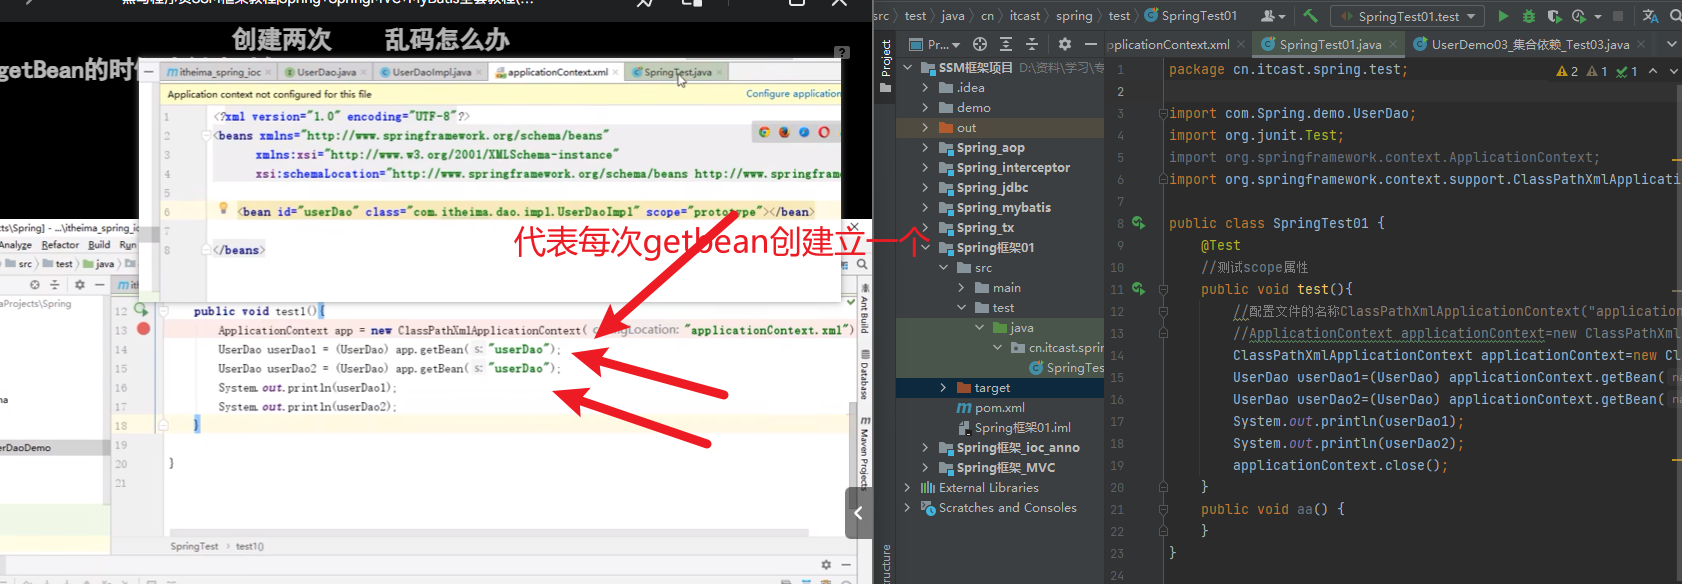 创建两次 乱码怎么办
getBean的时
itheima_spring_ioc UserDao.java UserDaoImpl.java applicationContext.xml SpringTest.java
Application context not configured for this file Configure application
1 <?xml version="1.0" encoding="UTF-8"?>
2 <beans xmlns="http://www.springframework.org/schema/beans"
3 xmlns:xsi="http://www.w3.org/2001/XMLSchema-instance"
4 xsi:schemaLocation="http://www.springframework.org/schema/beans http://www.springframe
5
6 <bean id="userDao" class="com.itheima.dao.impl.UserDaoImpl" scope="prototype"></bean>
8 </beans>
代表每次getbean创建立一个
s\Spring] - ...\itheima_spring_ioc
Analyze Refactor Build Run
src test java
aProjects\Spring
erDaoDemo
12 public void test1(){
13 ApplicationContext app = new ClassPathXmlApplicationContext( "applicationContext.xml")
14 UserDao userDao1 = (UserDao) app.getBean( s: "userDao");
15 UserDao userDao2 = (UserDao) app.getBean( s: "userDao");
16 System.out.println(userDao1);
17 System.out.println(userDao2);
18 }
19
20 }
21
Ant Build
Database
Maven Projects
SpringTest > test1()
src test java cn itcast spring test SpringTest01 SpringTest01.test
Project
Pr...
SSM框架项目 D:\资料\学习\专
.idea
demo
out
Spring_aop
Spring_interceptor
Spring_jdbc
Spring_mybatis
Spring_tx
Spring框架01
src
main
test
java
cn.itcast.sprin
SpringTes
target
pom.xml
Spring框架01.iml
Spring框架_ioc_anno
Spring框架_MVC
External Libraries
Scratches and Consoles
ructure
pplicationContext.xml SpringTest01.java UserDemo03_集合依赖_Test03.java
2 1 1
1 package cn.itcast.spring.test;
2
3 import com.Spring.demo.UserDao;
4 import org.junit.Test;
5 import org.springframework.context.ApplicationContext;
6 import org.springframework.context.support.ClassPathXmlApplicati
7
8 public class SpringTest01 {
9 @Test
10 //测试scope属性
11 public void test(){
12 //配置文件的名称ClassPathXmlApplicationContext("application
13 //ApplicationContext applicationContext=new ClassPathXm
14 ClassPathXmlApplicationContext applicationContext=new Cl
15 UserDao userDao1=(UserDao) applicationContext.getBean( na
16 UserDao userDao2=(UserDao) applicationContext.getBean( na
17 System.out.println(userDao1);
18 System.out.println(userDao2);
19 applicationContext.close();
20 }
21 public void aa() {
22 }
23 }
24